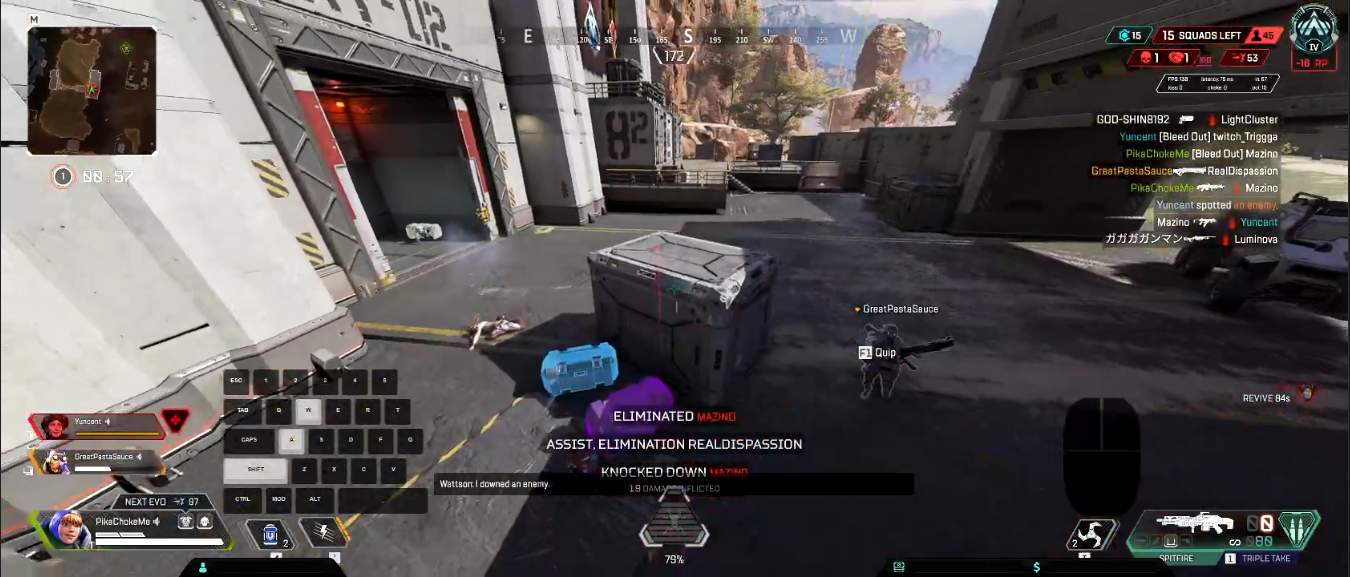 M
E
120
150
165
S
195
210
SW
240
255
W
172
82
15
15 SQUADS LEFT
45
1
1
53
IV
-16 RP
1
00:57
GOD-SHIN8192 LightCluster
Yuncent [Bleed Out] twitch_Triggga
PikaChokeMe [Bleed Out] Mazino
GreatPastaSauce RealDispassion
PikaChokeMe Mazino
Yuncent spotted an enemy.
Mazino Yuncent
ガガガガンマン Luminova
GreatPastaSauce
F1 Quip
REVIVE 84s
ELIMINATED MAZINO
ASSIST, ELIMINATION REALDISPASSION
KNOCKED DOWN MAZINO
Wattson: I downed an enemy.
79%
ESC 1 2 3 4 5
TAB Q W E R T
CAPS A S D F G
SHIFT Z X C V
CTRL MOD ALT
Yuncent
GreatPastaSauce
NEXT EVO 97
PikaChokeMe
2
2
0
SPITFIRE
1 TRIPLE TAKE
$